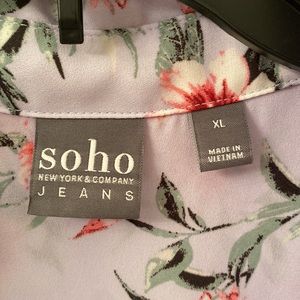 soho
NEW YORK & COMPANY
JEANS
XL
MADE IN
VIETNAM